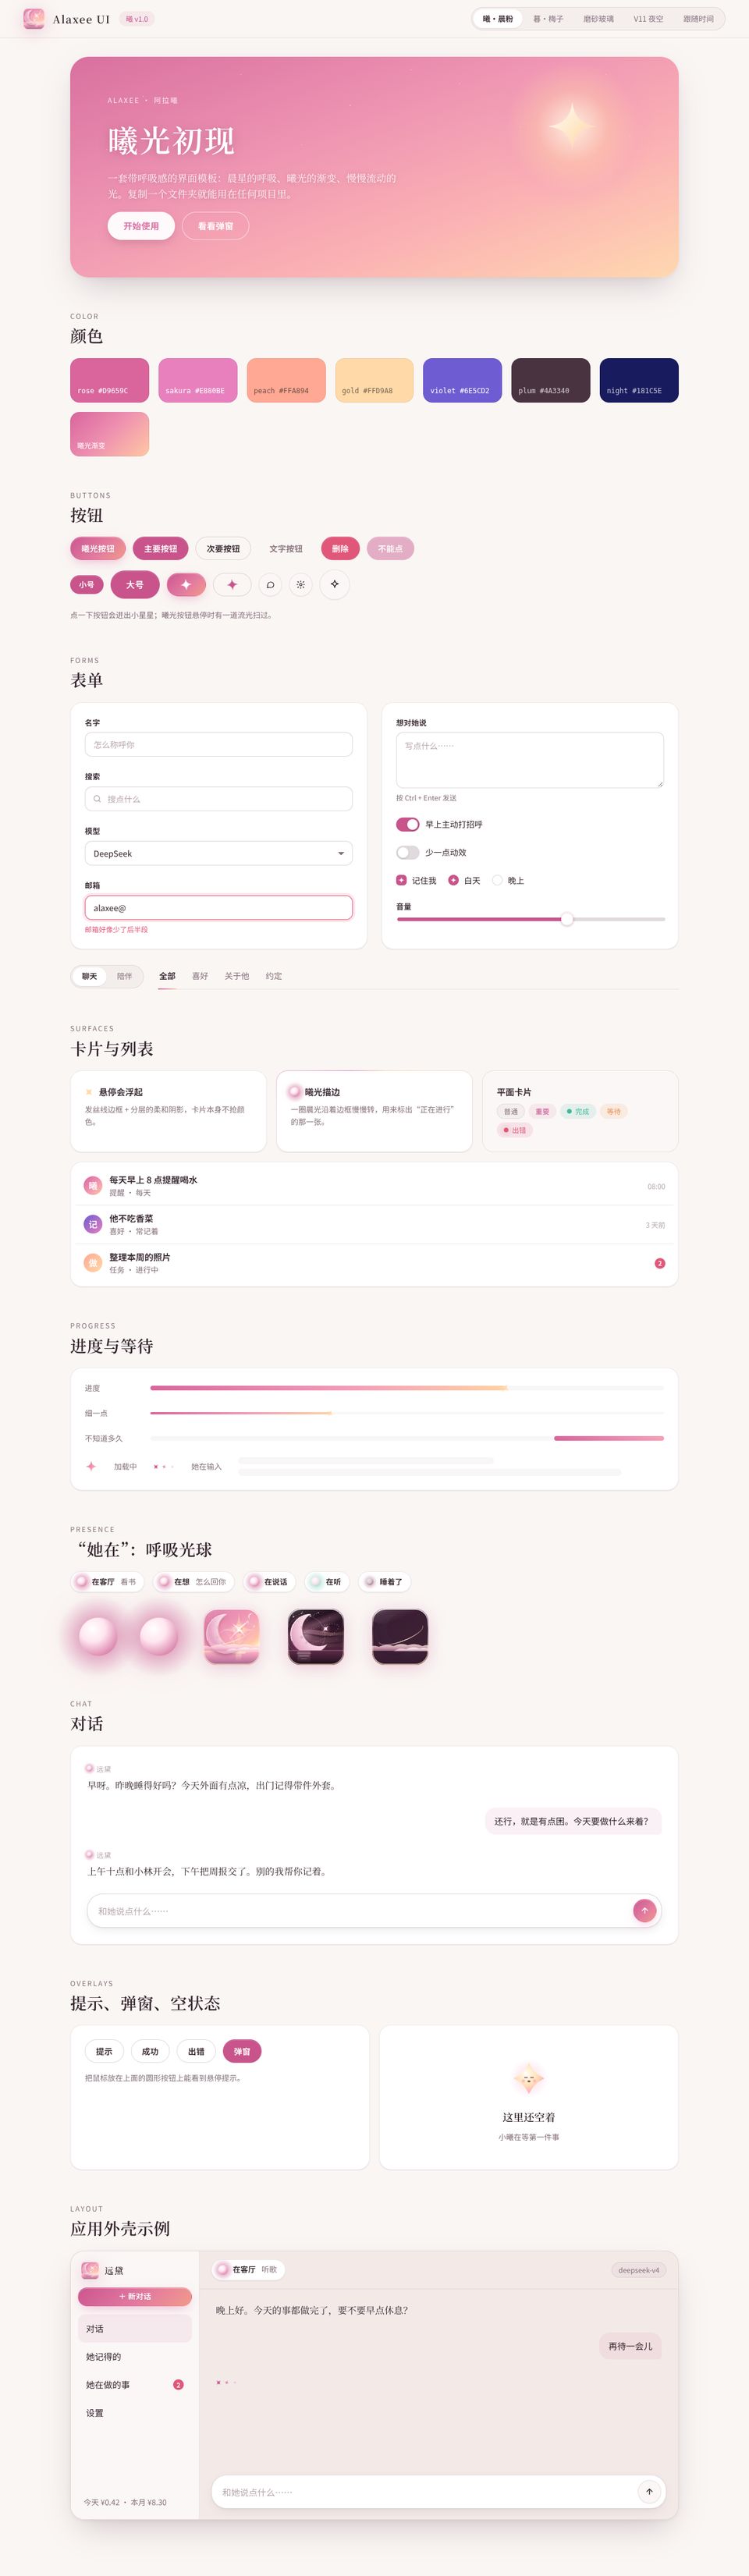 Alaxee UI
曦 v1.0
曦·晨粉
暮·梅子
磨砂玻璃
V11 夜空
跟随时间
ALAXEE · 阿拉曦
曦光初现
一套带呼吸感的界面模板：晨星的呼吸、曦光的渐变、慢慢流动的
光。复制一个文件夹就能用在任何项目里。
开始使用
看看弹窗
COLOR
颜色
rose #D9659C
sakura #E880BE
peach #FFA894
gold #FFD9A8
violet #6E5CD2
plum #4A3340
night #181C5E
曦光渐变
BUTTONS
按钮
曦光按钮
主要按钮
次要按钮
文字按钮
删除
不能点
小号
大号
点一下按钮会迸出小星星；曦光按钮悬停时有一道流光扫过。
FORMS
表单
名字
怎么称呼你
搜索
搜点什么
模型
DeepSeek
邮箱
alaxee@
邮箱好像少了后半段
想对她说
写点什么……
按 Ctrl + Enter 发送
早上主动打招呼
少一点动效
记住我
白天
晚上
音量
聊天
陪伴
全部
喜好
关于他
约定
SURFACES
卡片与列表
悬停会浮起
发丝线边框 + 分层的柔和阴影，卡片本身不抢颜
色。
曦光描边
一圈晨光沿着边框慢慢转，用来标出“正在进行”
的那一张。
平面卡片
普通
重要
完成
等待
出错
曦
每天早上 8 点提醒喝水
提醒 · 每天
08:00
记
他不吃香菜
喜好 · 常记着
3 天前
做
整理本周的照片
任务 · 进行中
2
PROGRESS
进度与等待
进度
细一点
不知道多久
加载中
她在输入
PRESENCE
“她在”：呼吸光球
在客厅 看书
在想 怎么回你
在说话
在听
睡着了
CHAT
对话
远黛
早呀。昨晚睡得好吗？今天外面有点凉，出门记得带件外套。
还行，就是有点困。今天要做什么来着？
远黛
上午十点和小林开会，下午把周报交了。别的我帮你记着。
和她说点什么……
OVERLAYS
提示、弹窗、空状态
提示
成功
出错
弹窗
把鼠标放在上面的圆形按钮上能看到悬停提示。
这里还空着
小曦在等第一件事
LAYOUT
应用外壳示例
远黛
+ 新对话
对话
她记得的
她在做的事
2
设置
今天 ¥0.42 · 本月 ¥8.30
在客厅 听歌
deepseek-v4
晚上好。今天的事都做完了，要不要早点休息？
再待一会儿
和她说点什么……